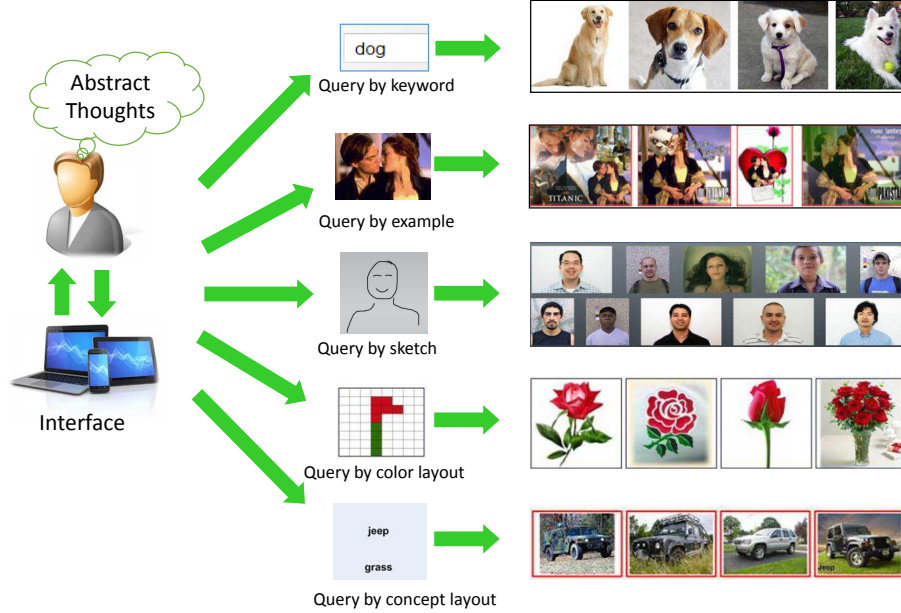 Abstract
Thoughts
Interface
dog
Query by keyword
Query by example
TITANIC
Query by sketch
Query by color layout
jeep
grass
Query by concept layout
Jeep